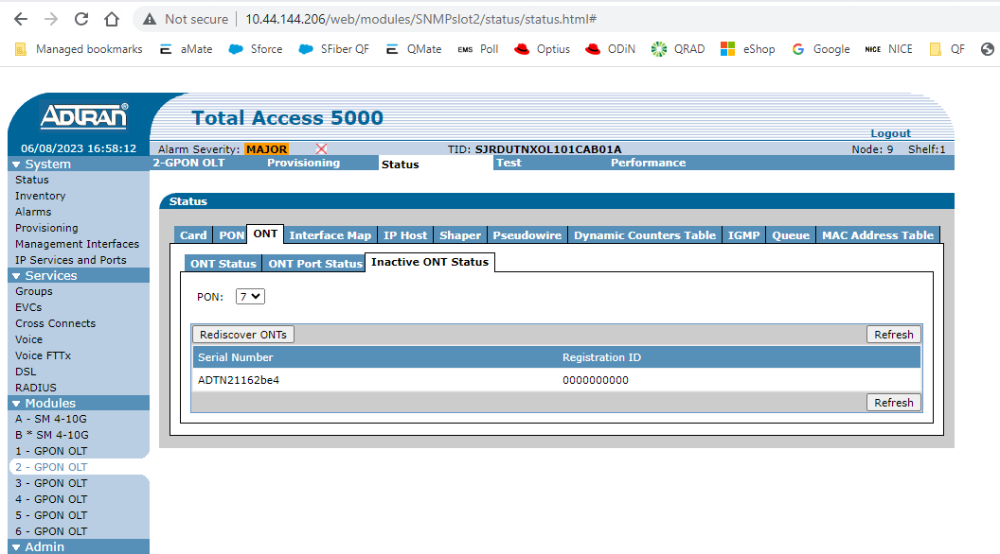 Not secure | 10.44.144.206/web/modules/SNMPslot2/status/status.html#
Managed bookmarks aMate Sforce SFiber QF QMate EMS Poll Optius ODiN QRAD eShop Google NICE NICE QF
ADTRAN®
Total Access 5000
Logout
06/08/2023 16:58:12 Alarm Severity: MAJOR TID: SJRDUTNXOL101CAB01A Node: 9 Shelf:1
2-GPON OLT Provisioning Status Test Performance
System
Status
Inventory
Alarms
Provisioning
Management Interfaces
IP Services and Ports
Services
Groups
EVCs
Cross Connects
Voice
Voice FTTx
DSL
RADIUS
Modules
A - SM 4-10G
B * SM 4-10G
1 - GPON OLT
2 - GPON OLT
3 - GPON OLT
4 - GPON OLT
5 - GPON OLT
6 - GPON OLT
Admin
Status
Card PON ONT Interface Map IP Host Shaper Pseudowire Dynamic Counters Table IGMP Queue MAC Address Table
ONT Status ONT Port Status Inactive ONT Status
PON: 7
Rediscover ONTs Refresh
Serial Number Registration ID
ADTN21162be4 0000000000
Refresh